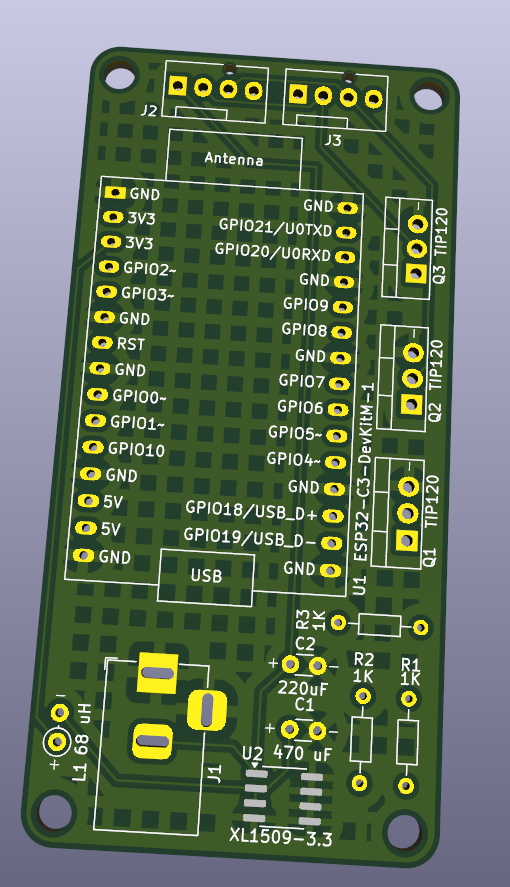 J2
J3
Antenna
GND
3V3
3V3
GPIO2~
GPIO3~
GND
RST
GND
GPIO0~
GPIO1~
GPIO10
GND
5V
5V
GND
GND
GPIO21/U0TXD
GPIO20/U0RXD
GND
GPIO9
GPIO8
GND
GPIO7
GPIO6
GPIO5~
GPIO4~
GND
GPIO18/USB_D+
GPIO19/USB_D-
GND
USB
ESP32-C3-DevKitM-1
U1
TIP120
Q3
TIP120
Q2
TIP120
Q1
R3
1K
C2
+ -
220uF
C1
+ -
470 uF
R2
1K
R1
1K
-
+
L1 68 uH
J1
U2
XL1509-3.3